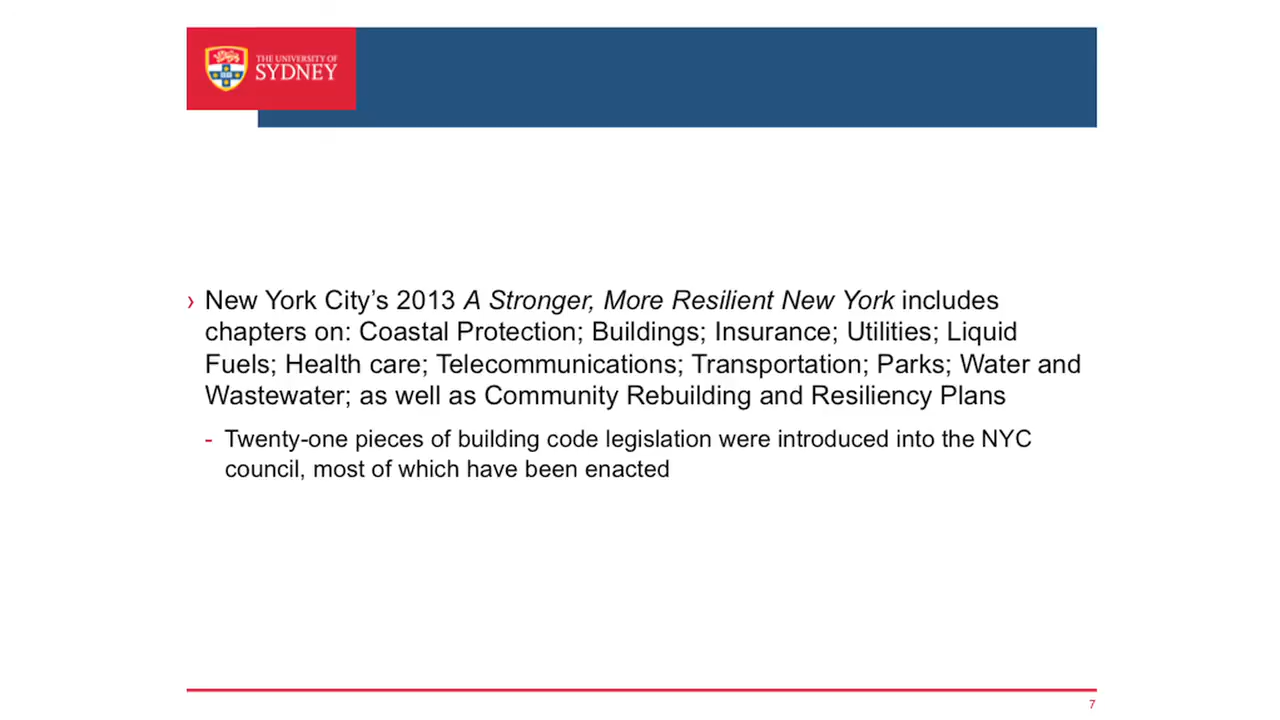 THE UNIVERSITY OF
SYDNEY
› New York City’s 2013 A Stronger, More Resilient New York includes
chapters on: Coastal Protection; Buildings; Insurance; Utilities; Liquid
Fuels; Health care; Telecommunications; Transportation; Parks; Water and
Wastewater; as well as Community Rebuilding and Resiliency Plans
- Twenty-one pieces of building code legislation were introduced into the NYC
council, most of which have been enacted
7